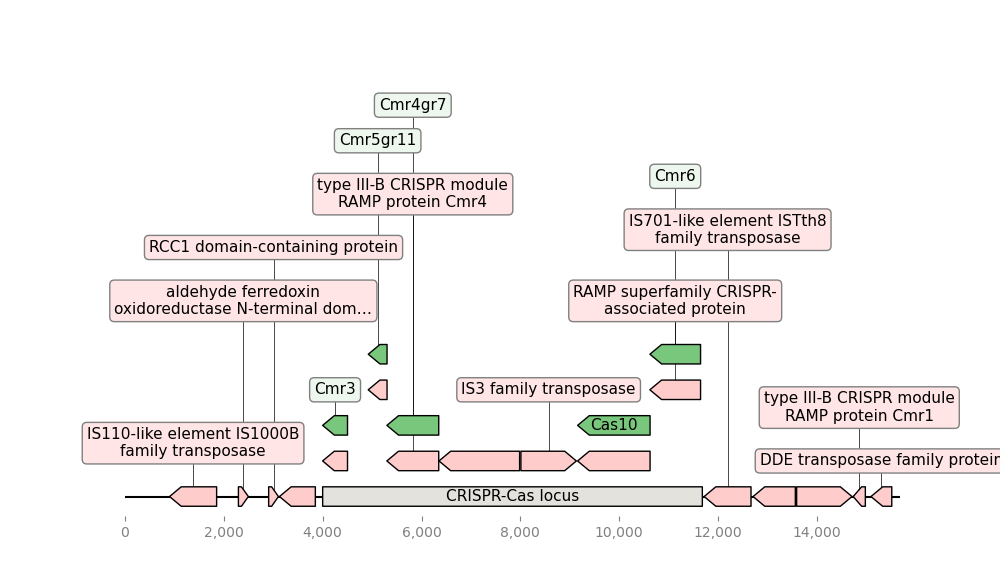 Cmr4gr7
Cmr5gr11
Cmr6
type III-B CRISPR module
RAMP protein Cmr4
IS701-like element ISTth8
family transposase
RCC1 domain-containing protein
aldehyde ferredoxin
oxidoreductase N-terminal dom…
RAMP superfamily CRISPR-
associated protein
Cmr3
IS3 family transposase
type III-B CRISPR module
RAMP protein Cmr1
Cas10
IS110-like element IS1000B
family transposase
DDE transposase family protein
CRISPR-Cas locus
0 2,000 4,000 6,000 8,000 10,000 12,000 14,000